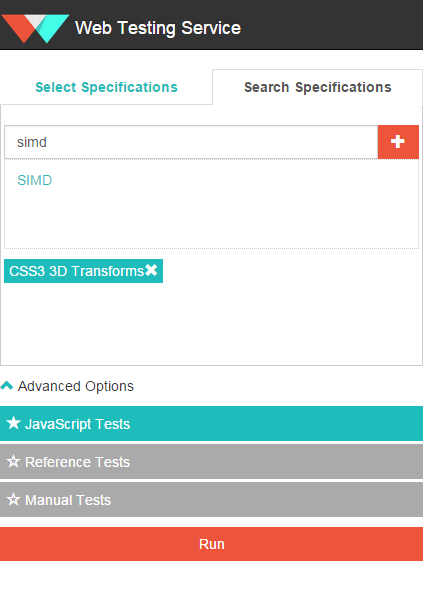 Web Testing Service
Select Specifications Search Specifications
simd
SIMD
CSS3 3D Transforms
Advanced Options
JavaScript Tests
Reference Tests
Manual Tests
Run